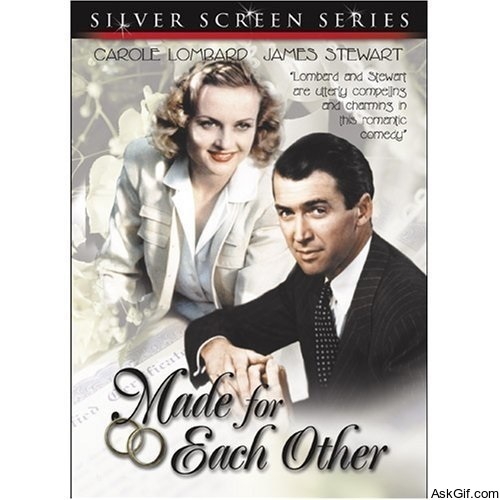 SILVER SCREEN SERIES
CAROLE LOMBARD JAMES STEWART
"Lombard and Stewart
are utterly compelling
and charming in
this romantic
comedy"
Made for
Each Other
AskGif.com